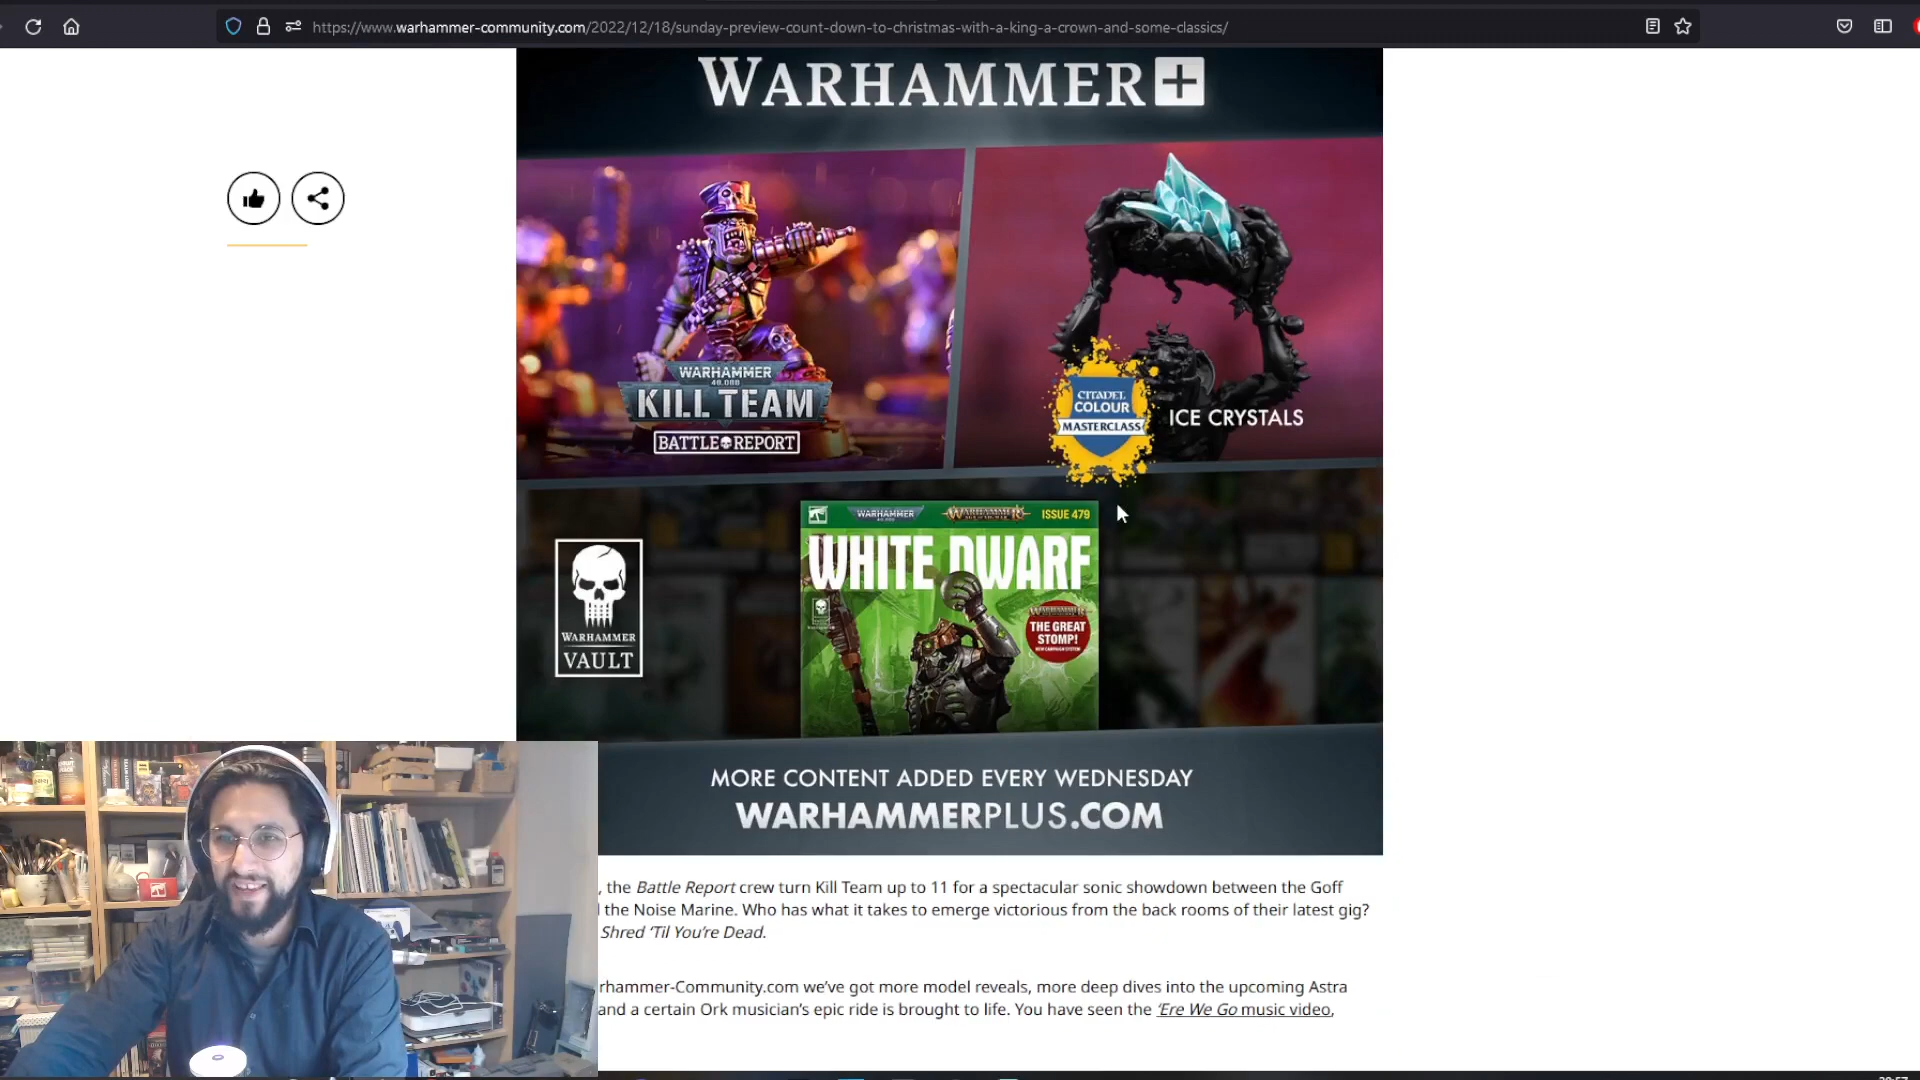 https://www.warhammer-community.com/2022/12/18/sunday-preview-count-down-to-christmas-with-a-king-a-crown-and-some-classics/
WARHAMMER+
WARHAMMER
40,000
KILL TEAM
BATTLE REPORT
CITADEL
COLOUR
MASTERCLASS
ICE CRYSTALS
WARHAMMER
WARHAMMER
ISSUE 479
WHITE DWARF
WARHAMMER
THE GREAT
STOMP!
WARHAMMER
VAULT
MORE CONTENT ADDED EVERY WEDNESDAY
WARHAMMERPLUS.COM
, the Battle Report crew turn Kill Team up to 11 for a spectacular sonic showdown between the Goff
the Noise Marine. Who has what it takes to emerge victorious from the back rooms of their latest gig?
Shred ‘Til You’re Dead.
rhammer-Community.com we’ve got more model reveals, more deep dives into the upcoming Astra
and a certain Ork musician’s epic ride is brought to life. You have seen the ‘Ere We Go music video,